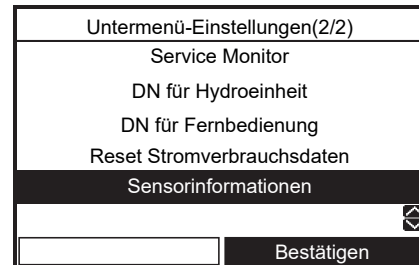 Untermenü-Einstellungen(2/2)
Service Monitor
DN für Hydroeinheit
DN für Fernbedienung
Reset Stromverbrauchsdaten
Sensorinformationen
Bestätigen